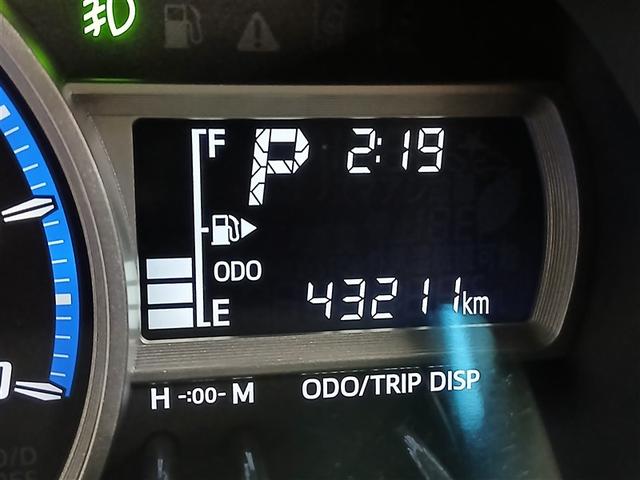 F P 2:19
ODO
E 43211km
H -:00- M ODO/TRIP DISP